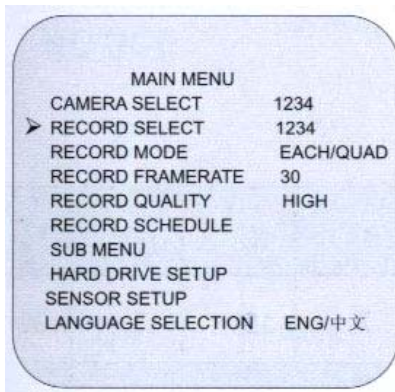 MAIN MENU
CAMERA SELECT 1234
➢ RECORD SELECT 1234
RECORD MODE EACH/QUAD
RECORD FRAMERATE 30
RECORD QUALITY HIGH
RECORD SCHEDULE
SUB MENU
HARD DRIVE SETUP
SENSOR SETUP
LANGUAGE SELECTION ENG/中文